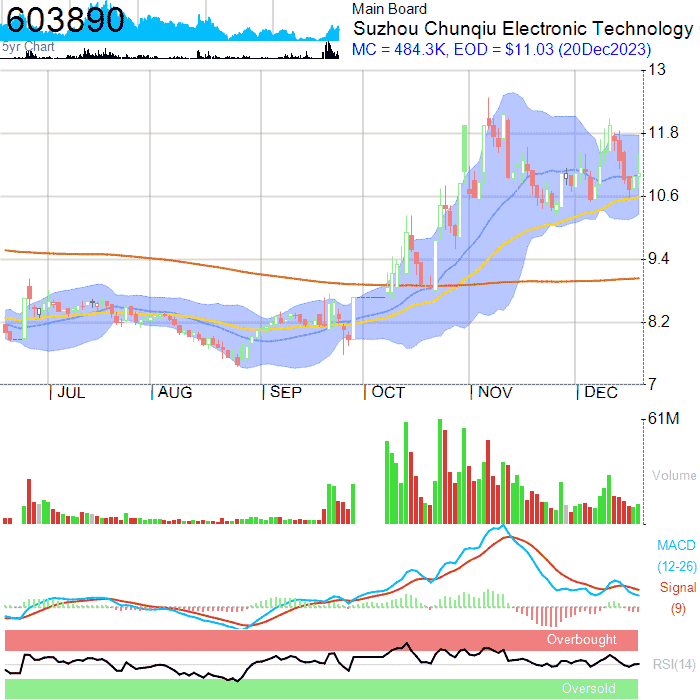 603890
5yr Chart
Main Board
Suzhou Chunqiu Electronic Technology
MC = 484.3K, EOD = $11.03 (20Dec2023)
13
11.8
10.6
9.4
8.2
7
JUL
AUG
SEP
OCT
NOV
DEC
61M
Volume
MACD
(12-26)
Signal
(9)
Overbought
RSI(14)
Oversold